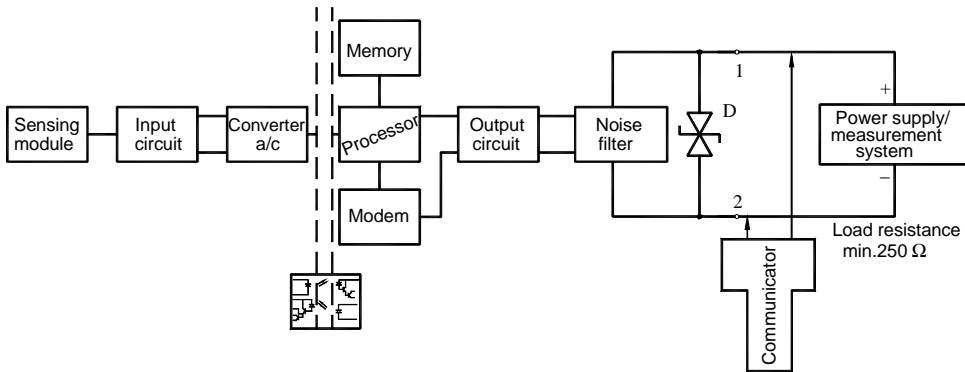 Memory
Sensing
module
Input
circuit
Converter
a/c
Processor
Output
circuit
Noise
filter
Modem
1
D
2
+
Power supply/
measurement
system
−
Load resistance
min.250 Ω
Communicator